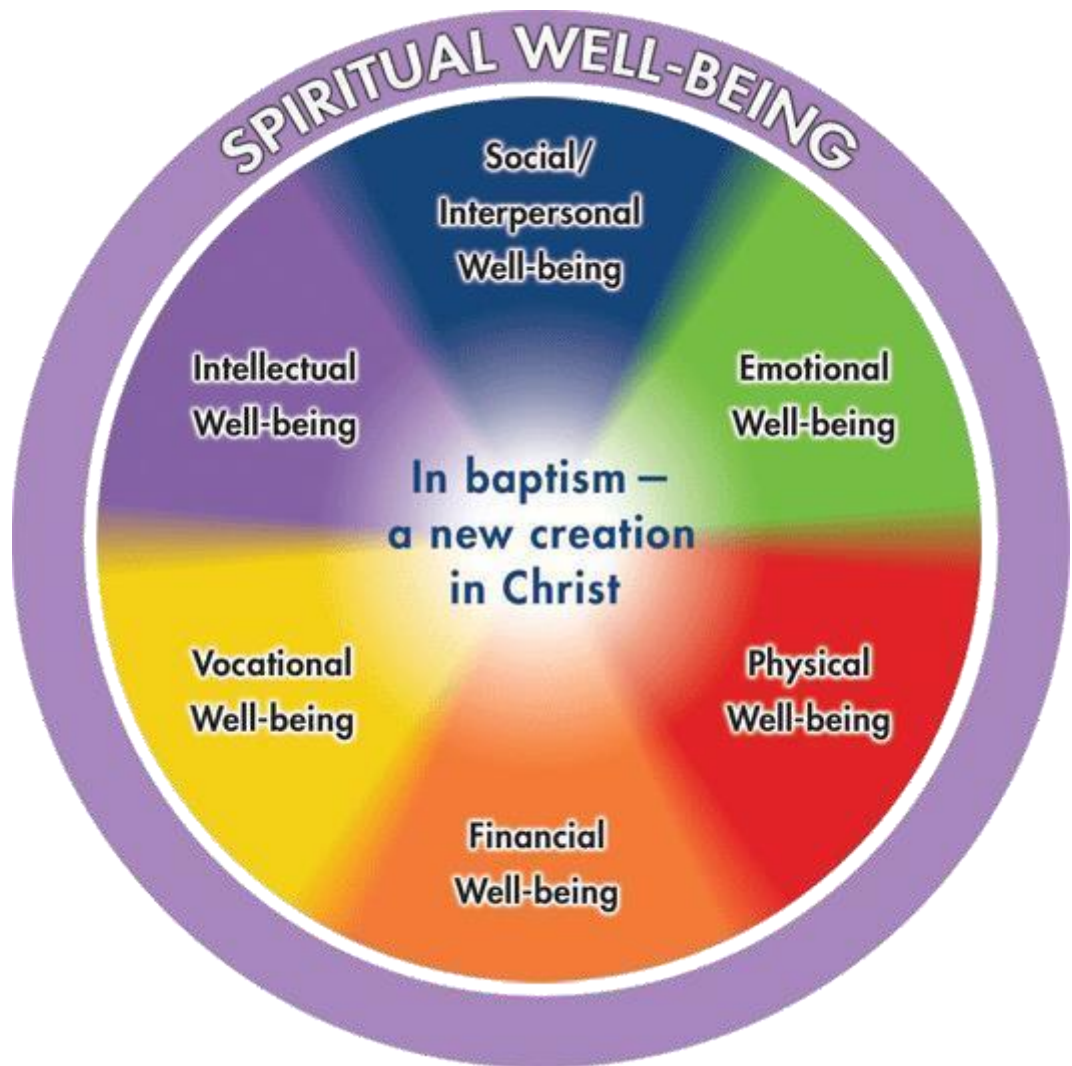 SPIRITUAL WELL-BEING
Social/
Interpersonal
Well-being
Emotional
Well-being
Physical
Well-being
Financial
Well-being
Vocational
Well-being
Intellectual
Well-being
In baptism –
a new creation
in Christ